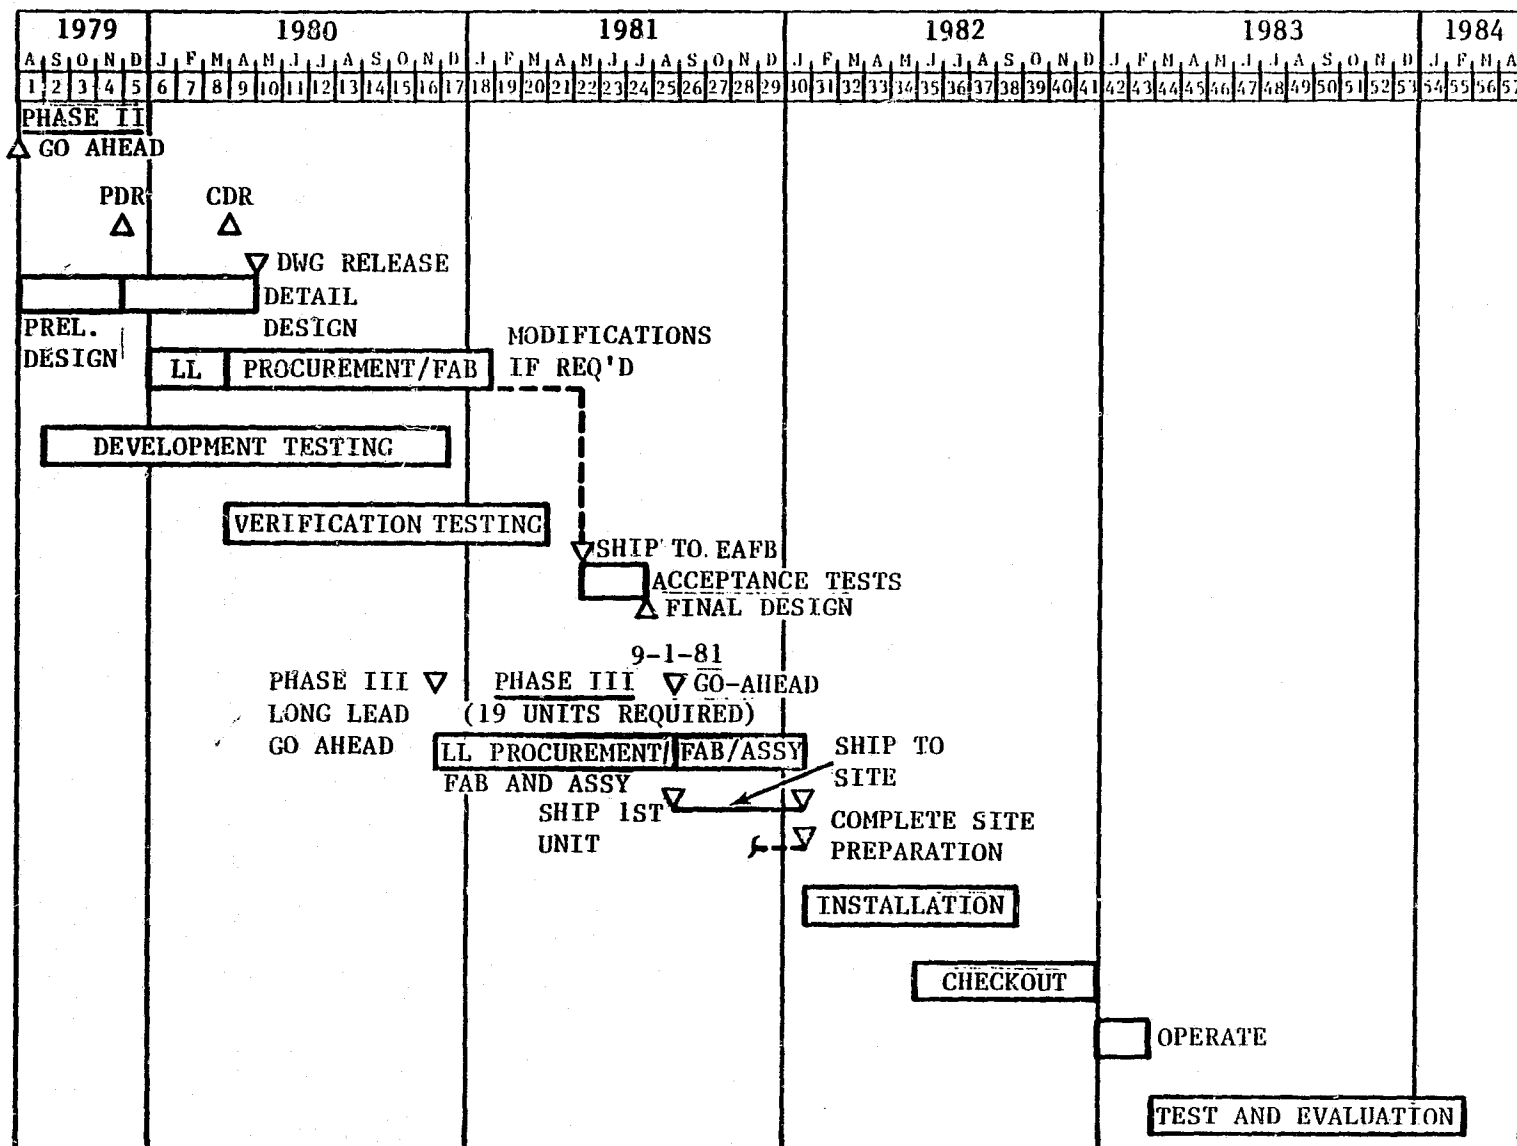 1979 1980 1981 1982 1983 1984
A S O N D J F M A M J J A S O N D J F M A M J J A S O N D J F M A M J J A S O N D J F M A M J J A S O N D J F M A
1 2 3 4 5 6 7 8 9 10 11 12 13 14 15 16 17 18 19 20 21 22 23 24 25 26 27 28 29 30 31 32 33 34 35 36 37 38 39 40 41 42 43 44 45 46 47 48 49 50 51 52 53 54 55 56 57
PHASE II
GO AHEAD
PDR CDR
DWG RELEASE
DETAIL
DESIGN
PREL.
DESIGN
LL PROCUREMENT/FAB
MODIFICATIONS
IF REQ'D
DEVELOPMENT TESTING
VERIFICATION TESTING
SHIP TO EAFB
ACCEPTANCE TESTS
FINAL DESIGN
9-1-81
GO-AHEAD
PHASE III
LONG LEAD
GO AHEAD
PHASE III
(19 UNITS REQUIRED)
LL PROCUREMENT/ FAB/ASSY
FAB AND ASSY
SHIP TO
SITE
SHIP 1ST
UNIT
COMPLETE SITE
PREPARATION
INSTALLATION
CHECKOUT
OPERATE
TEST AND EVALUATION